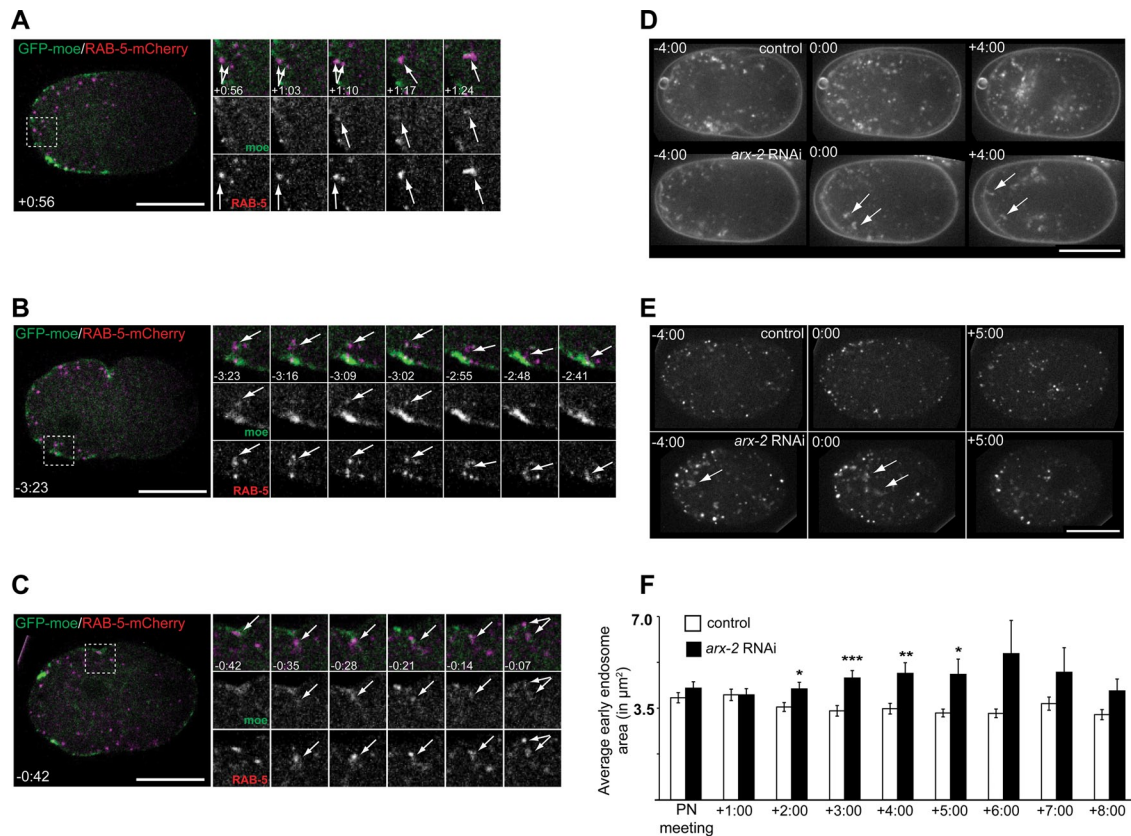 A
GFP-moe/RAB-5-mCherry
+0:56
+0:56 +1:03 +1:10 +1:17 +1:24
moe
RAB-5
B
GFP-moe/RAB-5-mCherry
-3:23
-3:23 -3:16 -3:09 -3:02 -2:55 -2:48 -2:41
moe
RAB-5
C
GFP-moe/RAB-5-mCherry
-0:42
-0:42 -0:35 -0:28 -0:21 -0:14 -0:07
moe
RAB-5
D
-4:00 control 0:00 +4:00
-4:00 arx-2 RNAi 0:00 +4:00
E
-4:00 control 0:00 +5:00
-4:00 arx-2 RNAi 0:00 +5:00
F
Average early endosome
area (in µm²)
7.0
3.5
control
arx-2 RNAi
* *** ** *
PN +1:00 +2:00 +3:00 +4:00 +5:00 +6:00 +7:00 +8:00
meeting